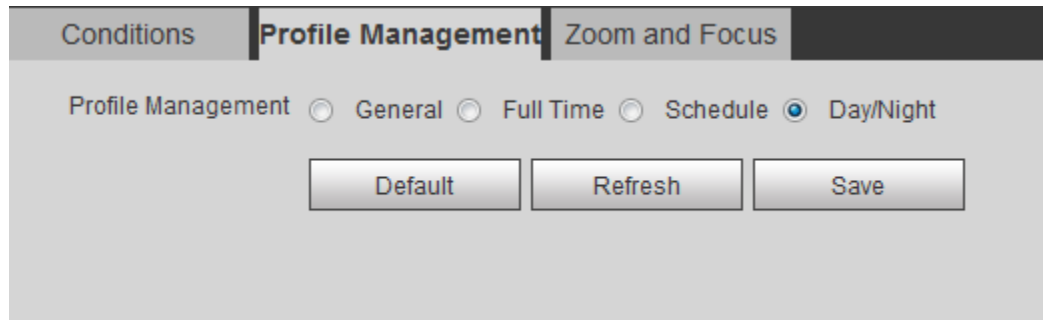 Conditions Profile Management Zoom and Focus
Profile Management General Full Time Schedule Day/Night
Default Refresh Save